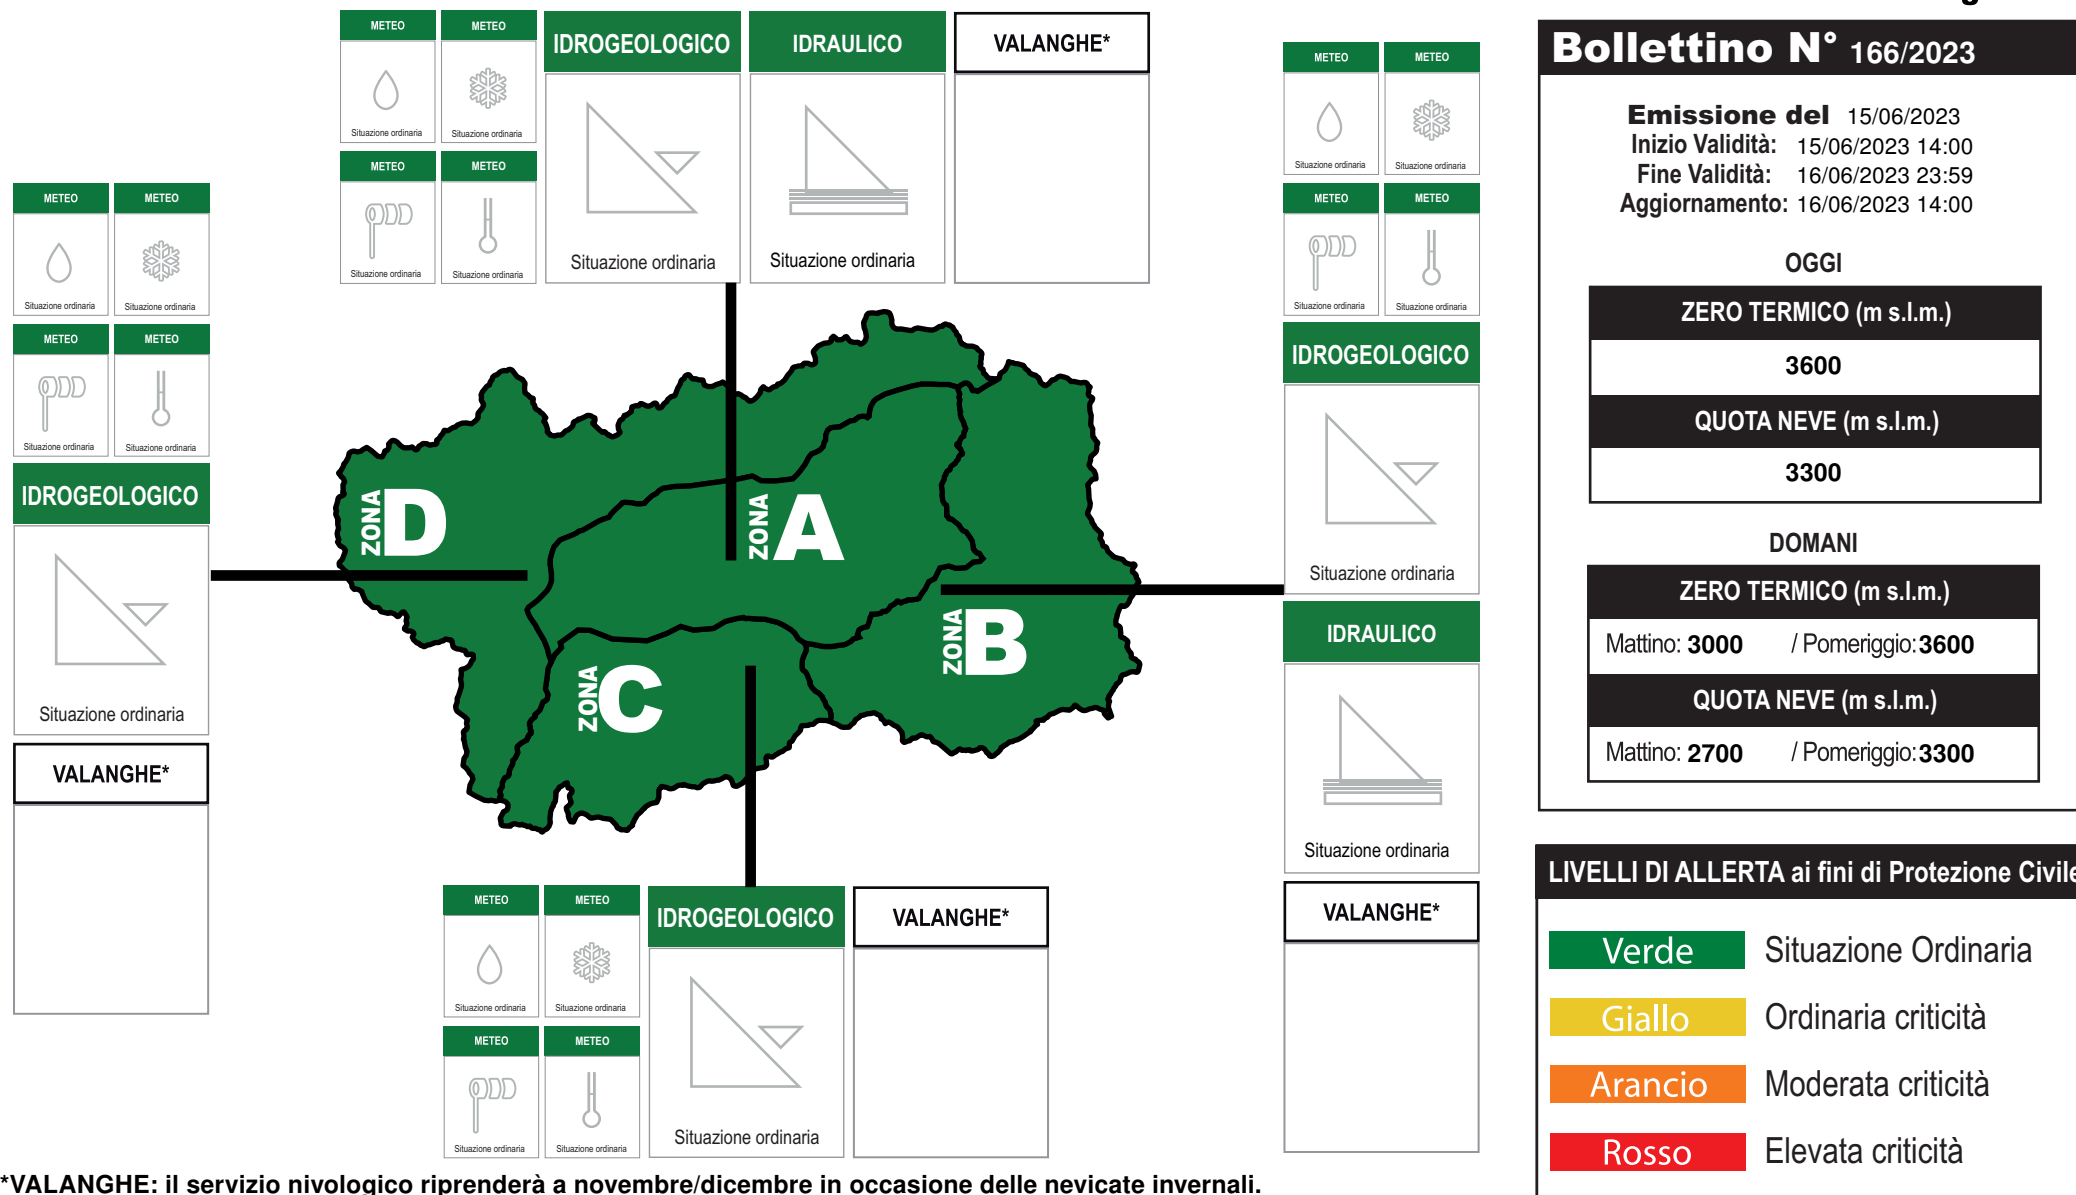 METEO
METEO
Situazione ordinaria
Situazione ordinaria
METEO
METEO
Situazione ordinaria
Situazione ordinaria
IDROGEOLOGICO
Situazione ordinaria
IDRAULICO
Situazione ordinaria
VALANGHE*
METEO
METEO
Situazione ordinaria
Situazione ordinaria
METEO
METEO
Situazione ordinaria
Situazione ordinaria
IDROGEOLOGICO
Situazione ordinaria
VALANGHE*
ZONA D
ZONA A
ZONA B
ZONA C
METEO
METEO
Situazione ordinaria
Situazione ordinaria
METEO
METEO
Situazione ordinaria
Situazione ordinaria
IDROGEOLOGICO
Situazione ordinaria
IDRAULICO
Situazione ordinaria
VALANGHE*
METEO
METEO
Situazione ordinaria
Situazione ordinaria
METEO
METEO
Situazione ordinaria
Situazione ordinaria
IDROGEOLOGICO
Situazione ordinaria
VALANGHE*
*VALANGHE: il servizio nivologico riprenderà a novembre/dicembre in occasione delle nevicate invernali.
Bollettino N° 166/2023
Emissione del 15/06/2023
Inizio Validità: 15/06/2023 14:00
Fine Validità: 16/06/2023 23:59
Aggiornamento: 16/06/2023 14:00
OGGI
ZERO TERMICO (m s.l.m.)
3600
QUOTA NEVE (m s.l.m.)
3300
DOMANI
ZERO TERMICO (m s.l.m.)
Mattino: 3000 / Pomeriggio: 3600
QUOTA NEVE (m s.l.m.)
Mattino: 2700 / Pomeriggio: 3300
LIVELLI DI ALLERTA ai fini di Protezione Civile
Verde Situazione Ordinaria
Giallo Ordinaria criticità
Arancio Moderata criticità
Rosso Elevata criticità